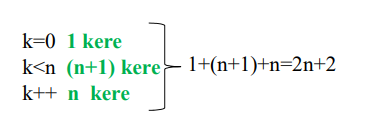 k=0 1 kere
k<n (n+1) kere
k++ n kere
1+(n+1)+n=2n+2